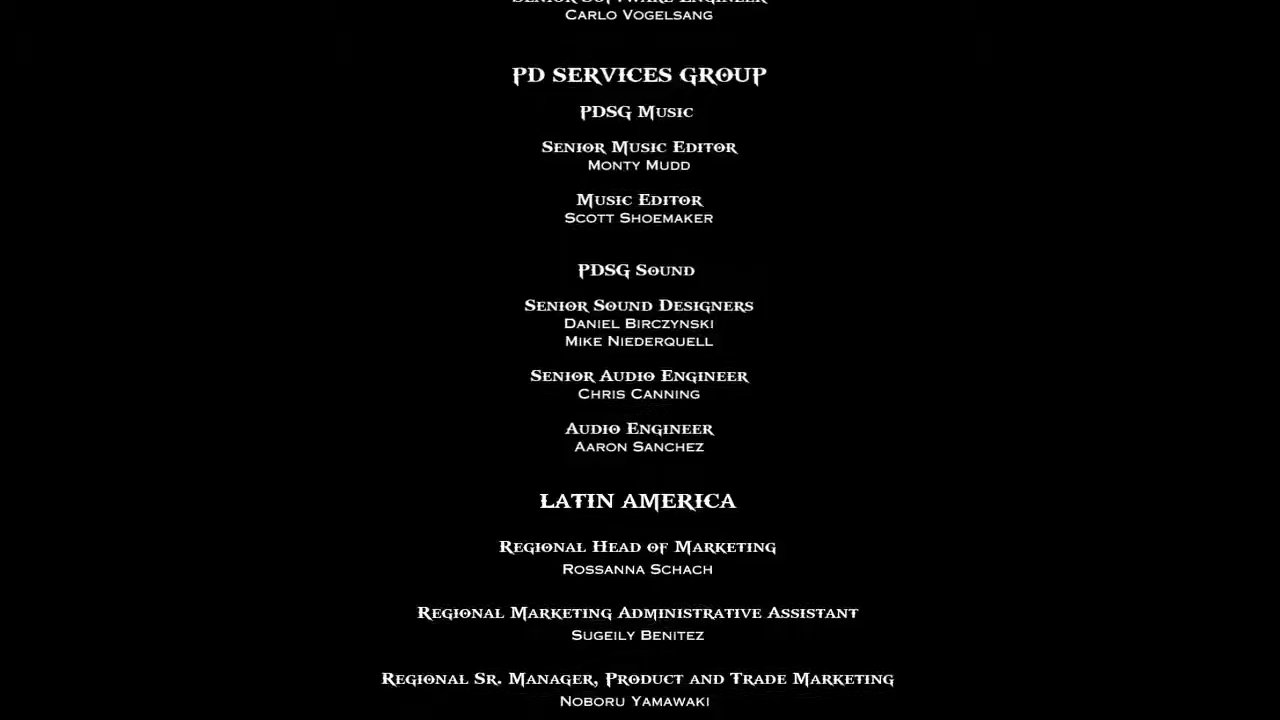 Senior Software Engineer
Carlo Vogelsang
PD SERVICES GROUP
PDSG Music
Senior Music Editor
Monty Mudd
Music Editor
Scott Shoemaker
PDSG Sound
Senior Sound Designers
Daniel Birczynski
Mike Niederquell
Senior Audio Engineer
Chris Canning
Audio Engineer
Aaron Sanchez
LATIN AMERICA
Regional Head of Marketing
Rossanna Schach
Regional Marketing Administrative Assistant
Sugeily Benitez
Regional Sr. Manager, Product and Trade Marketing
Noboru Yamawaki